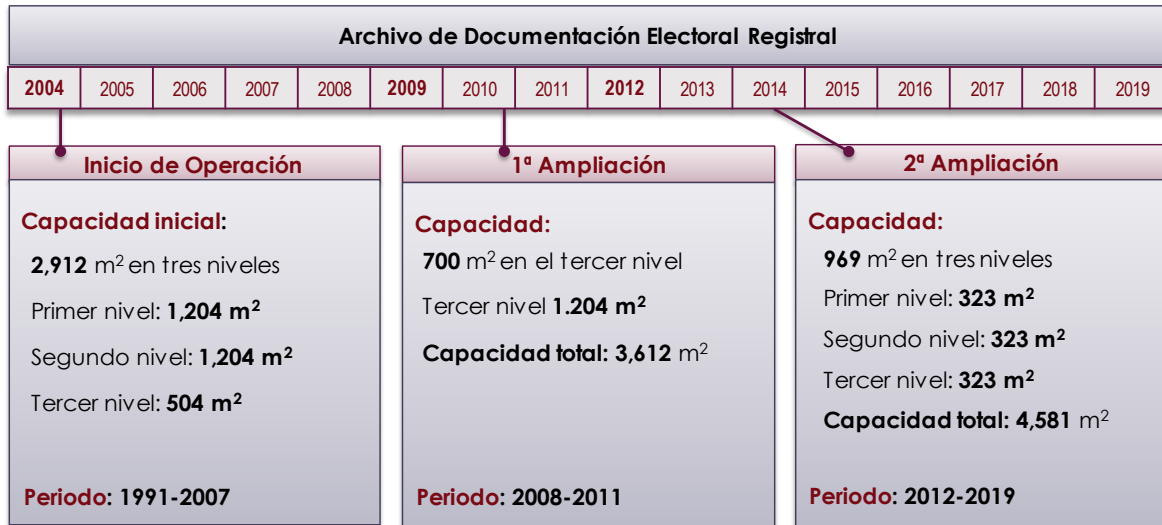 Archivo de Documentación Electoral Registral
2004 2005 2006 2007 2008 2009 2010 2011 2012 2013 2014 2015 2016 2017 2018 2019
Inicio de Operación
Capacidad inicial:
2,912 m² en tres niveles
Primer nivel: 1,204 m²
Segundo nivel: 1,204 m²
Tercer nivel: 504 m²
Periodo: 1991-2007
1ª Ampliación
Capacidad:
700 m² en el tercer nivel
Tercer nivel 1.204 m²
Capacidad total: 3,612 m²
Periodo: 2008-2011
2ª Ampliación
Capacidad:
969 m² en tres niveles
Primer nivel: 323 m²
Segundo nivel: 323 m²
Tercer nivel: 323 m²
Capacidad total: 4,581 m²
Periodo: 2012-2019